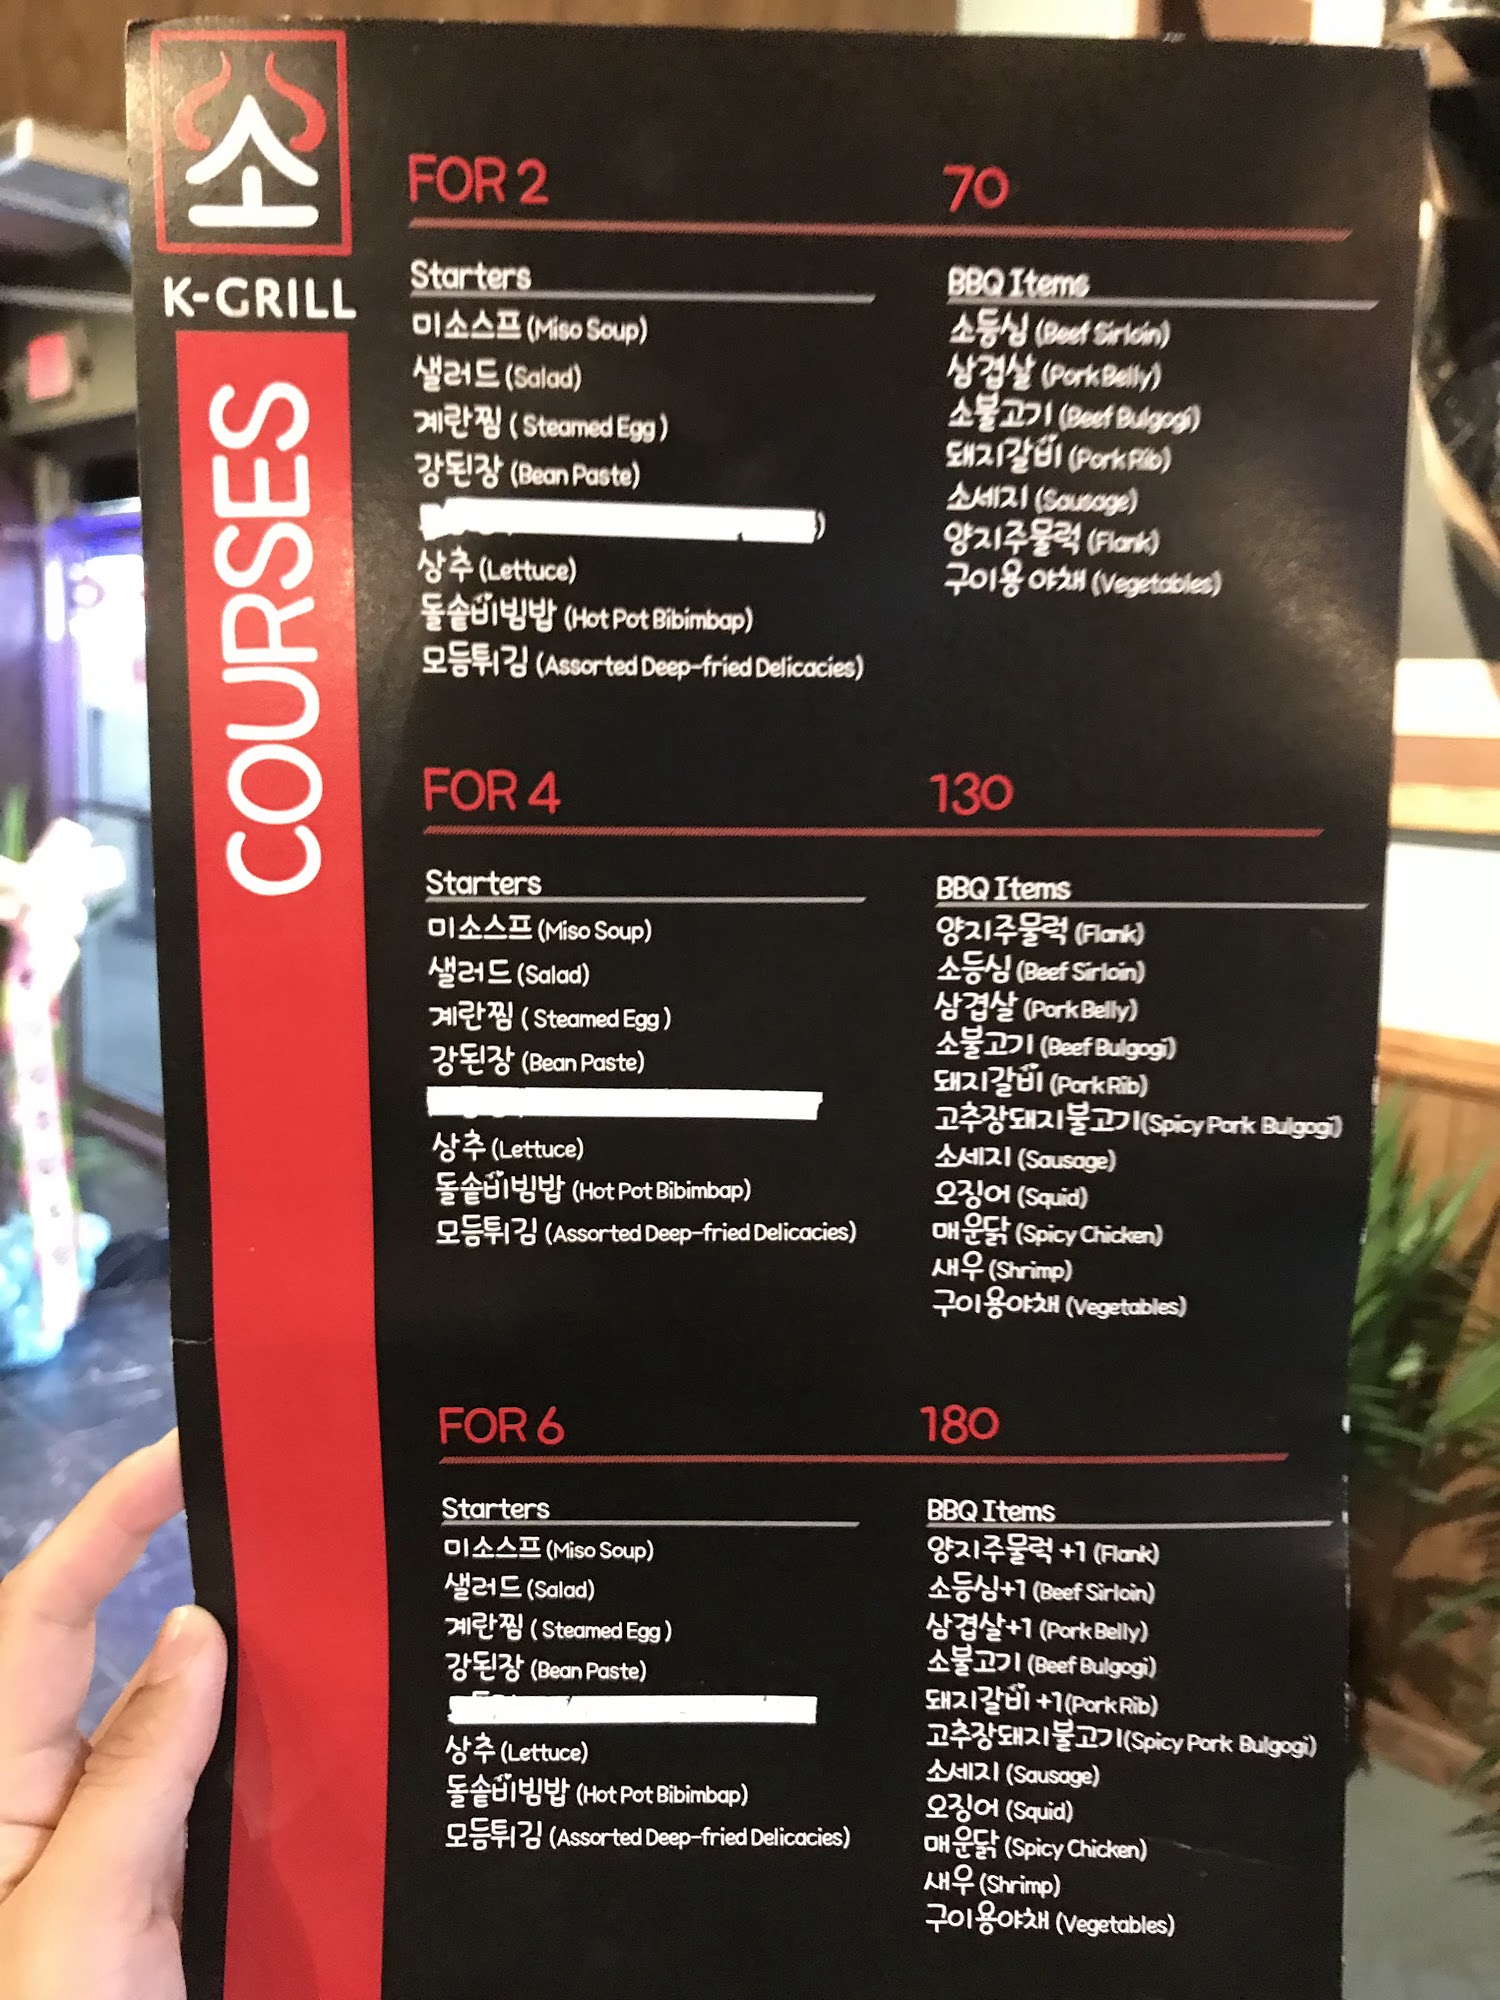 소
K-GRILL
COURSES
FOR 2 70
Starters
미소스프 (Miso Soup)
샐러드 (Salad)
계란찜 ( Steamed Egg )
강된장 (Bean Paste)
)
상추 (Lettuce)
돌솥비빔밥 (Hot Pot Bibimbap)
모듬튀김 (Assorted Deep-fried Delicacies)
BBQ Items
소등심 (Beef Sirloin)
삼겹살 (Pork Belly)
소불고기 (Beef Bulgogi)
돼지갈비 (Pork Rib)
소세지 (Sausage)
양지주물럭 (Flank)
구이용 야채 (Vegetables)
FOR 4 130
Starters
미소스프 (Miso Soup)
샐러드 (Salad)
계란찜 ( Steamed Egg )
강된장 (Bean Paste)
상추 (Lettuce)
돌솥비빔밥 (Hot Pot Bibimbap)
모듬튀김 (Assorted Deep-fried Delicacies)
BBQ Items
양지주물럭 (Flank)
소등심 (Beef Sirloin)
삼겹살 (Pork Belly)
소불고기 (Beef Bulgogi)
돼지갈비 (Pork Rib)
고추장돼지불고기(Spicy Pork Bulgogi)
소세지 (Sausage)
오징어 (Squid)
매운닭 (Spicy Chicken)
새우 (Shrimp)
구이용야채 (Vegetables)
FOR 6 180
Starters
미소스프 (Miso Soup)
샐러드 (Salad)
계란찜 ( Steamed Egg )
강된장 (Bean Paste)
상추 (Lettuce)
돌솥비빔밥 (Hot Pot Bibimbap)
모듬튀김 (Assorted Deep-fried Delicacies)
BBQ Items
양지주물럭 +1 (Flank)
소등심+1 (Beef Sirloin)
삼겹살+1 (Pork Belly)
소불고기 (Beef Bulgogi)
돼지갈비 +1(Pork Rib)
고추장돼지불고기(Spicy Pork Bulgogi)
소세지 (Sausage)
오징어 (Squid)
매운닭 (Spicy Chicken)
새우 (Shrimp)
구이용야채 (Vegetables)